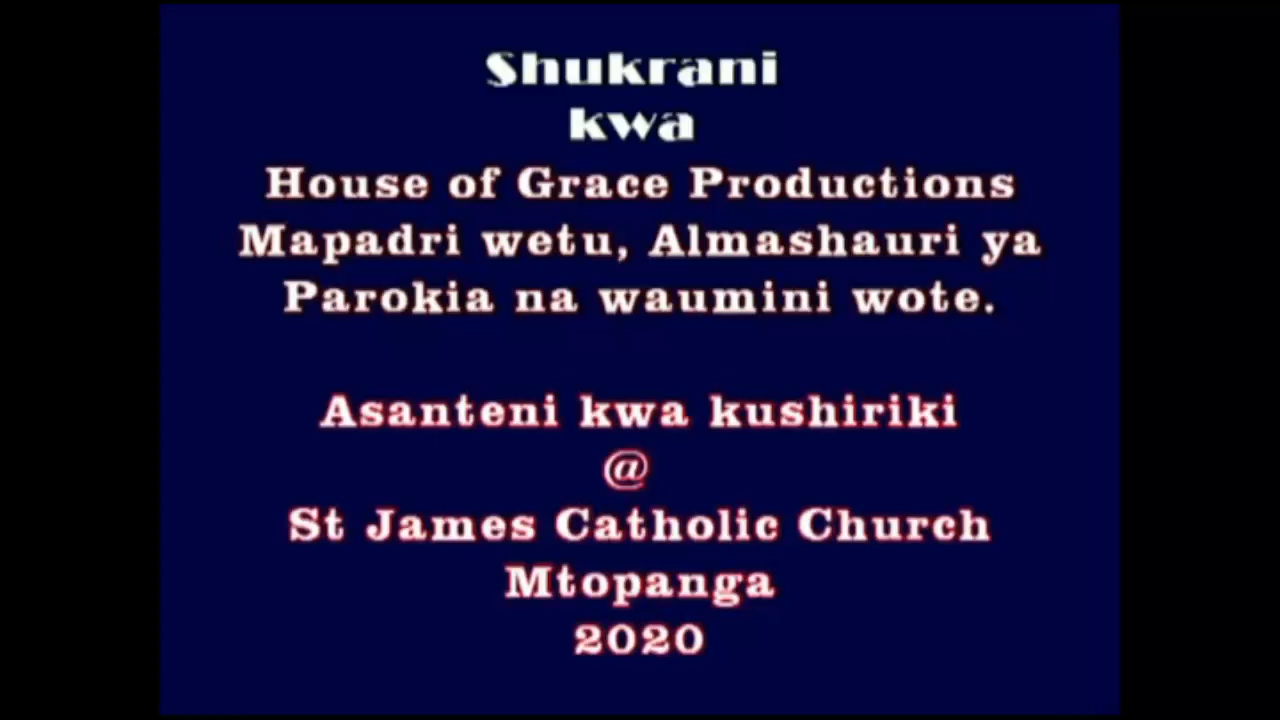 Shukrani
kwa
House of Grace Productions
Mapadri wetu, Almashauri ya
Parokia na waumini wote.
Asanteni kwa kushiriki
@
St James Catholic Church
Mtopanga
2020